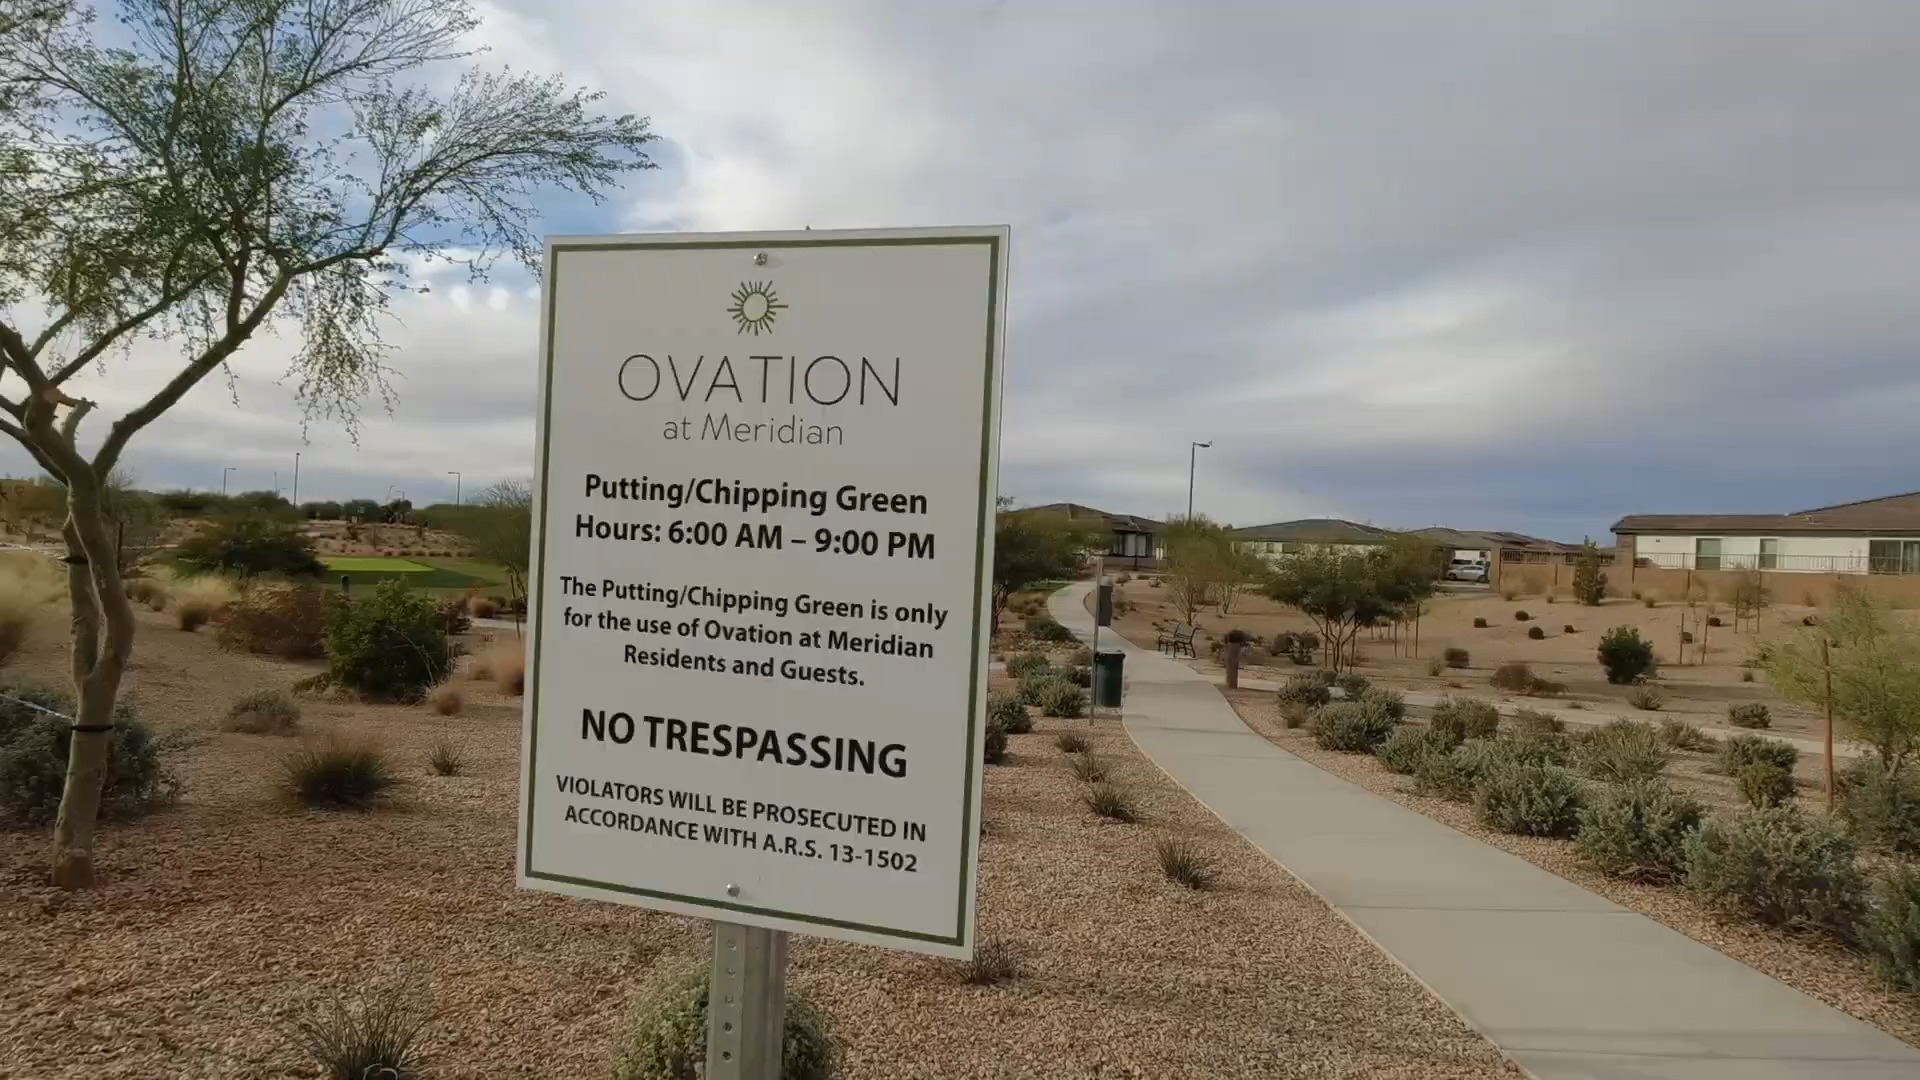 OVATION
at Meridian
Putting/Chipping Green
Hours: 6:00 AM – 9:00 PM
The Putting/Chipping Green is only
for the use of Ovation at Meridian
Residents and Guests.
NO TRESPASSING
VIOLATORS WILL BE PROSECUTED IN
ACCORDANCE WITH A.R.S. 13-1502